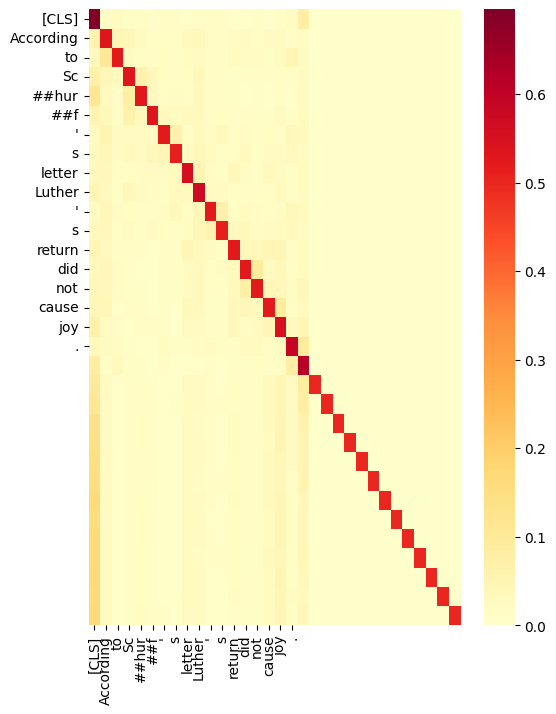 [CLS]
According
to
Sc
##hur
##f
'
s
letter
Luther
'
s
return
did
not
cause
joy
.
0.6
0.5
0.4
0.3
0.2
0.1
0.0
[CLS]
According
to
Sc
##hur
##f
'
s
letter
Luther
'
s
return
did
not
cause
joy
.